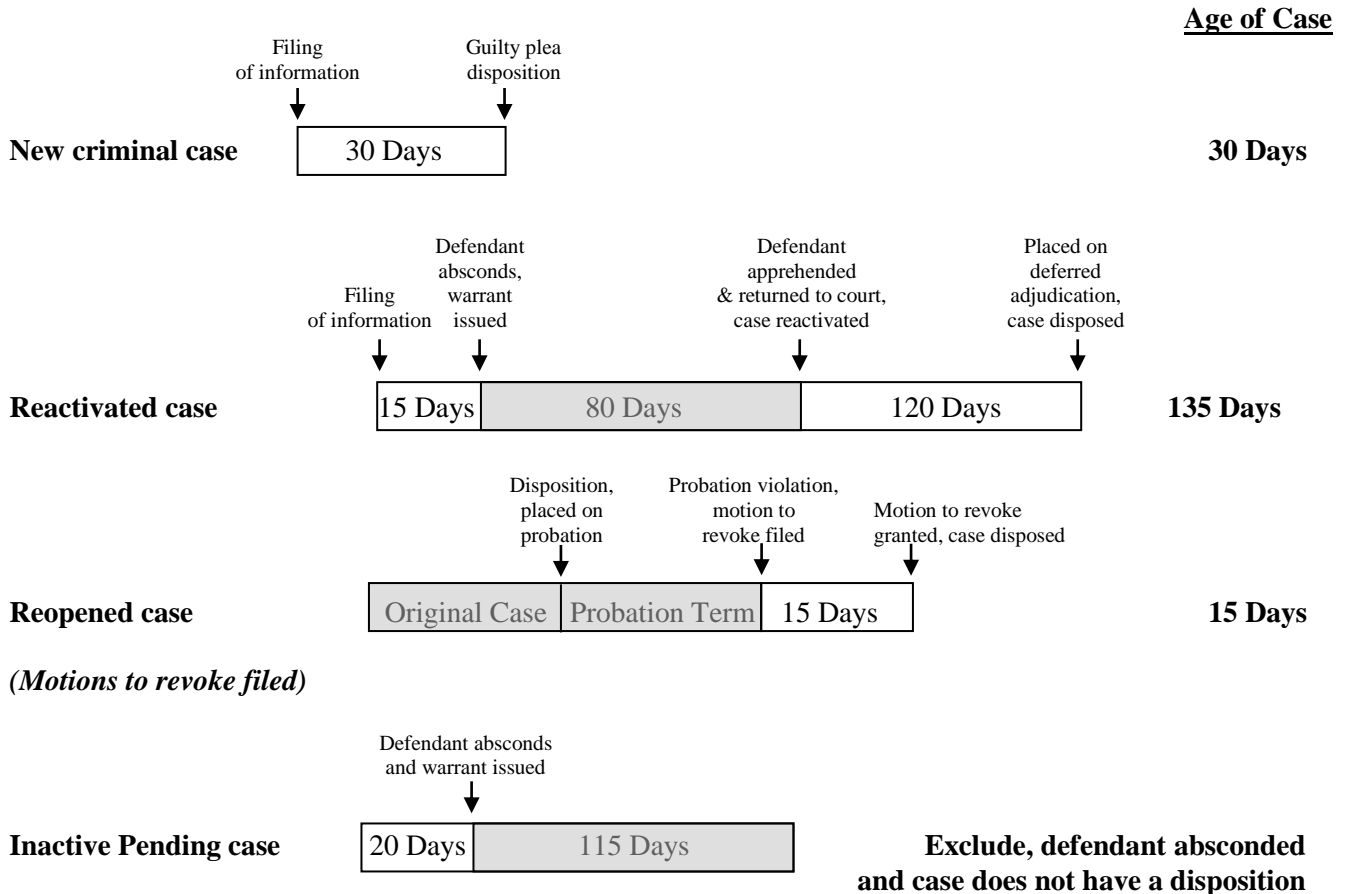 Age of Case
Filing
of information
Guilty plea
disposition
New criminal case
30 Days
30 Days
Filing
of information
Defendant
absconds,
warrant
issued
Defendant
apprehended
& returned to court,
case reactivated
Placed on
deferred
adjudication,
case disposed
Reactivated case
15 Days
80 Days
120 Days
135 Days
Disposition,
placed on
probation
Probation violation,
motion to
revoke filed
Motion to revoke
granted, case disposed
Reopened case
Original Case
Probation Term
15 Days
15 Days
(Motions to revoke filed)
Defendant absconds
and warrant issued
Inactive Pending case
20 Days
115 Days
Exclude, defendant absconded
and case does not have a disposition